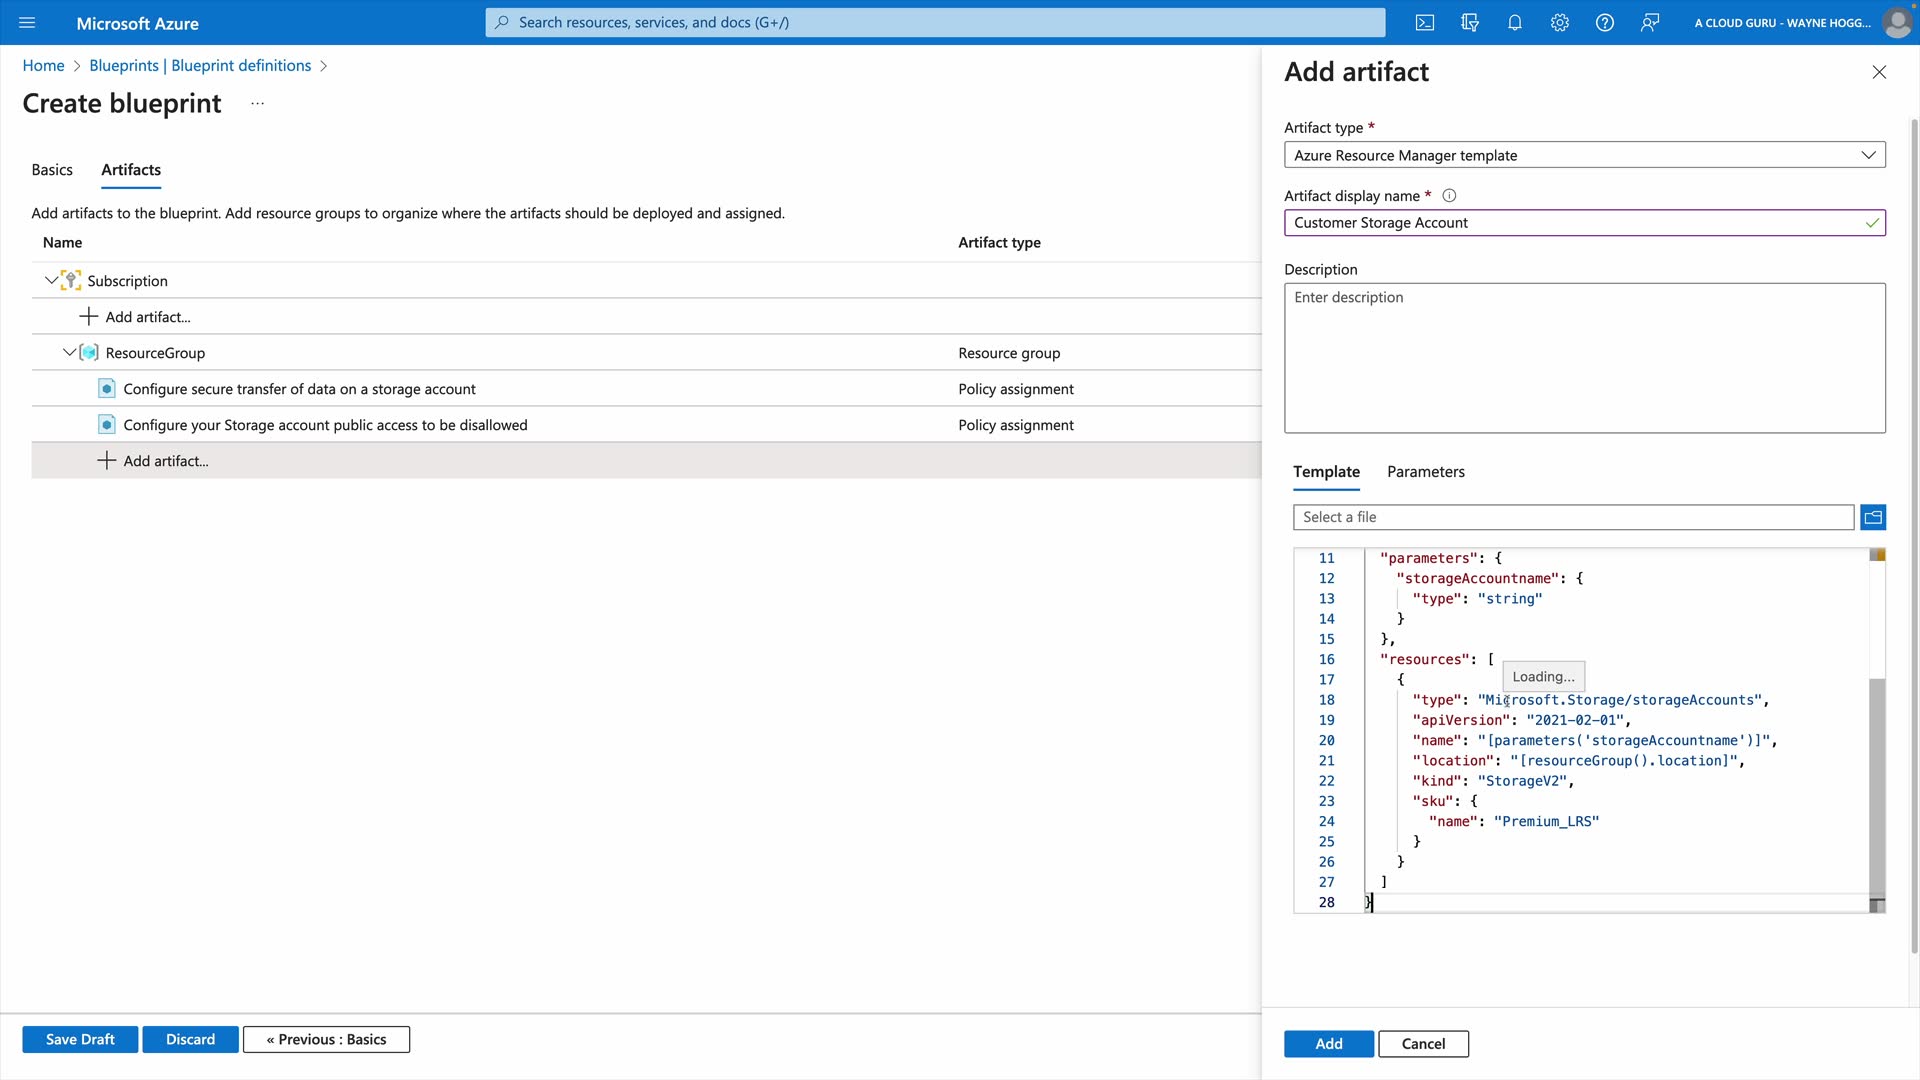 Microsoft Azure
Search resources, services, and docs (G+/)
A CLOUD GURU - WAYNE HOGG...
Home > Blueprints | Blueprint definitions >
Create blueprint ...
Basics
Artifacts
Add artifacts to the blueprint. Add resource groups to organize where the artifacts should be deployed and assigned.
Name
Artifact type
Subscription
Add artifact...
ResourceGroup
Resource group
Configure secure transfer of data on a storage account
Policy assignment
Configure your Storage account public access to be disallowed
Policy assignment
Add artifact...
Save Draft
Discard
« Previous : Basics
Add artifact
Artifact type *
Azure Resource Manager template
Artifact display name *
Customer Storage Account
Description
Enter description
Template
Parameters
Select a file
11 "parameters": {
12 "storageAccountname": {
13 "type": "string"
14 }
15 },
16 "resources": [
Loading...
17 {
18 "type": "Microsoft.Storage/storageAccounts",
19 "apiVersion": "2021-02-01",
20 "name": "[parameters('storageAccountname')]",
21 "location": "[resourceGroup().location]",
22 "kind": "StorageV2",
23 "sku": {
24 "name": "Premium_LRS"
25 }
26 }
27 ]
28 }
Add
Cancel